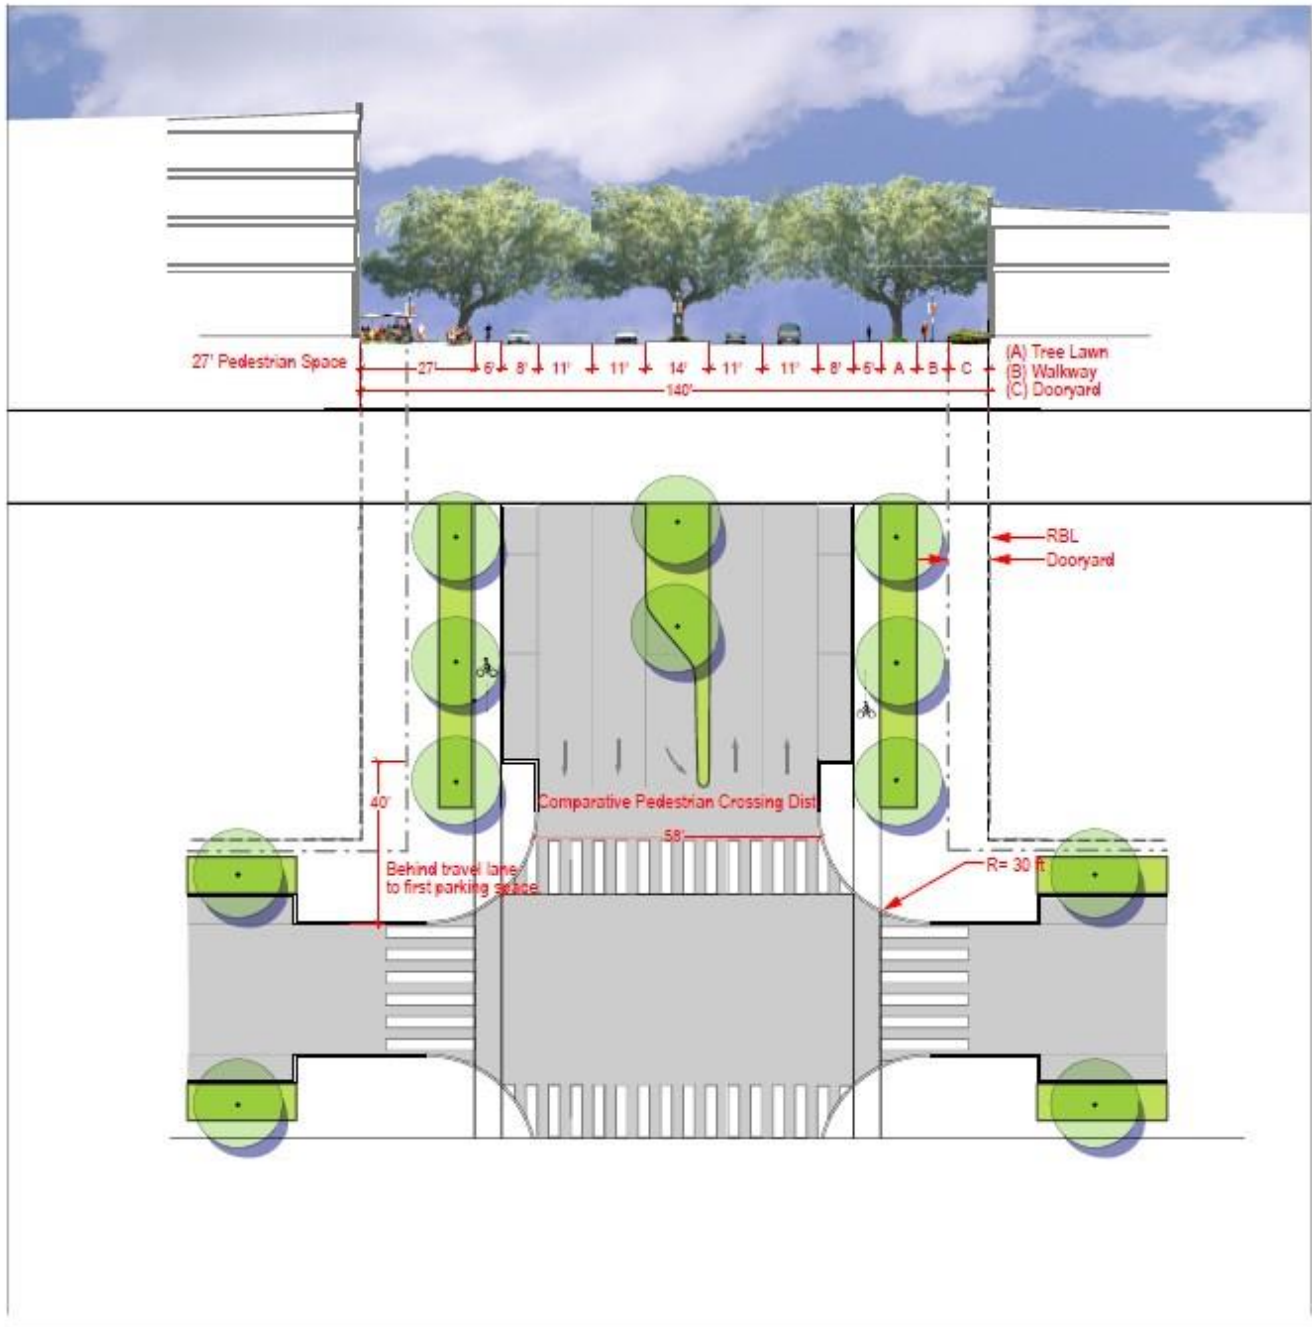 27' Pedestrian Space
27' 6' 8' 11' 11' 14' 11' 11' 8' 6' A B C
140'
(A) Tree Lawn
(B) Walkway
(C) Dooryard
RBL
Dooryard
40'
Comparative Pedestrian Crossing Dist
58'
Behind travel lane
to first parking space
R= 30 ft